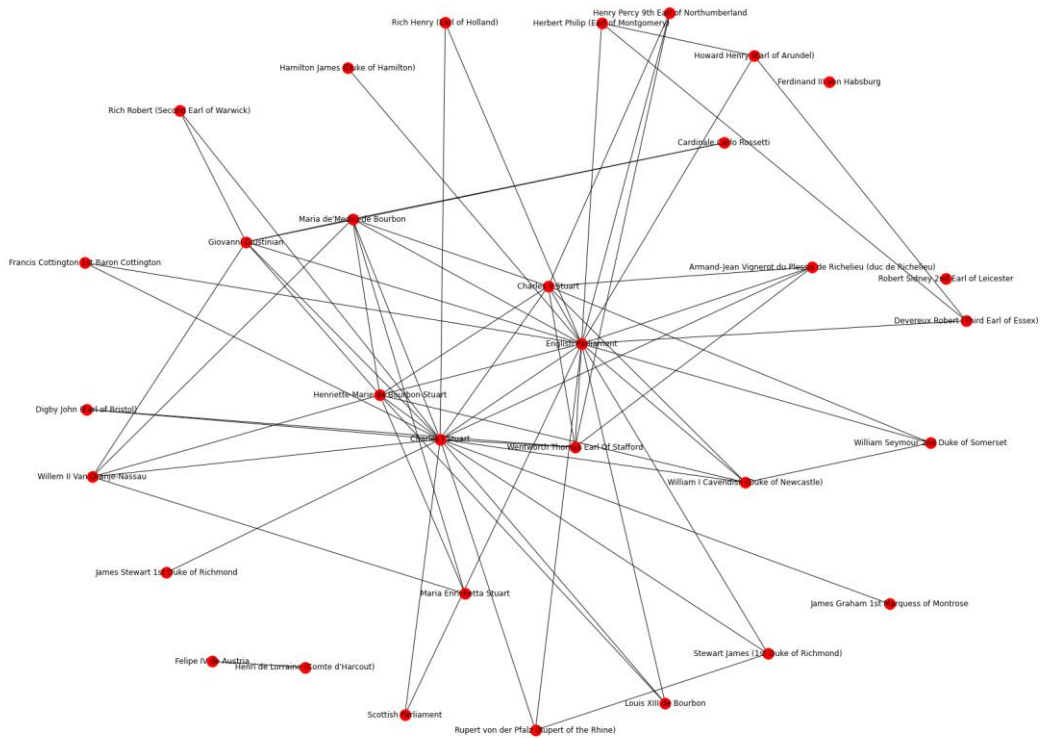 Henry Percy 9th Earl of Northumberland
Rich Henry (Earl of Holland)
Herbert Philip (Earl of Montgomery)
Howard Henry (Earl of Arundel)
Hamilton James (Duke of Hamilton)
Ferdinand III von Habsburg
Rich Robert (Second Earl of Warwick)
Cardinale Carlo Rossetti
Maria de'Medici de Bourbon
Giovanni Giustinian
Francis Cottington 1st Baron Cottington
Armand-Jean Vignerot du Plessis de Richelieu (duc de Richelieu)
Robert Sidney 2nd Earl of Leicester
Charles II Stuart
Devereux Robert (Third Earl of Essex)
English Parliament
Henriette Marie de Bourbon-Stuart
Digby John (Earl of Bristol)
Charles I Stuart
Wentworth Thomas Earl Of Stafford
William Seymour 2nd Duke of Somerset
Willem II Van Oranje-Nassau
William I Cavendish (Duke of Newcastle)
James Stewart 1st Duke of Richmond
Maria Enrichetta Stuart
James Graham 1st Marquess of Montrose
Stewart James (1st Duke of Richmond)
Felipe IV de Austria
Henri de Lorraine (Comte d'Harcout)
Louis XIII de Bourbon
Scottish Parliament
Rupert von der Pfalz (Rupert of the Rhine)